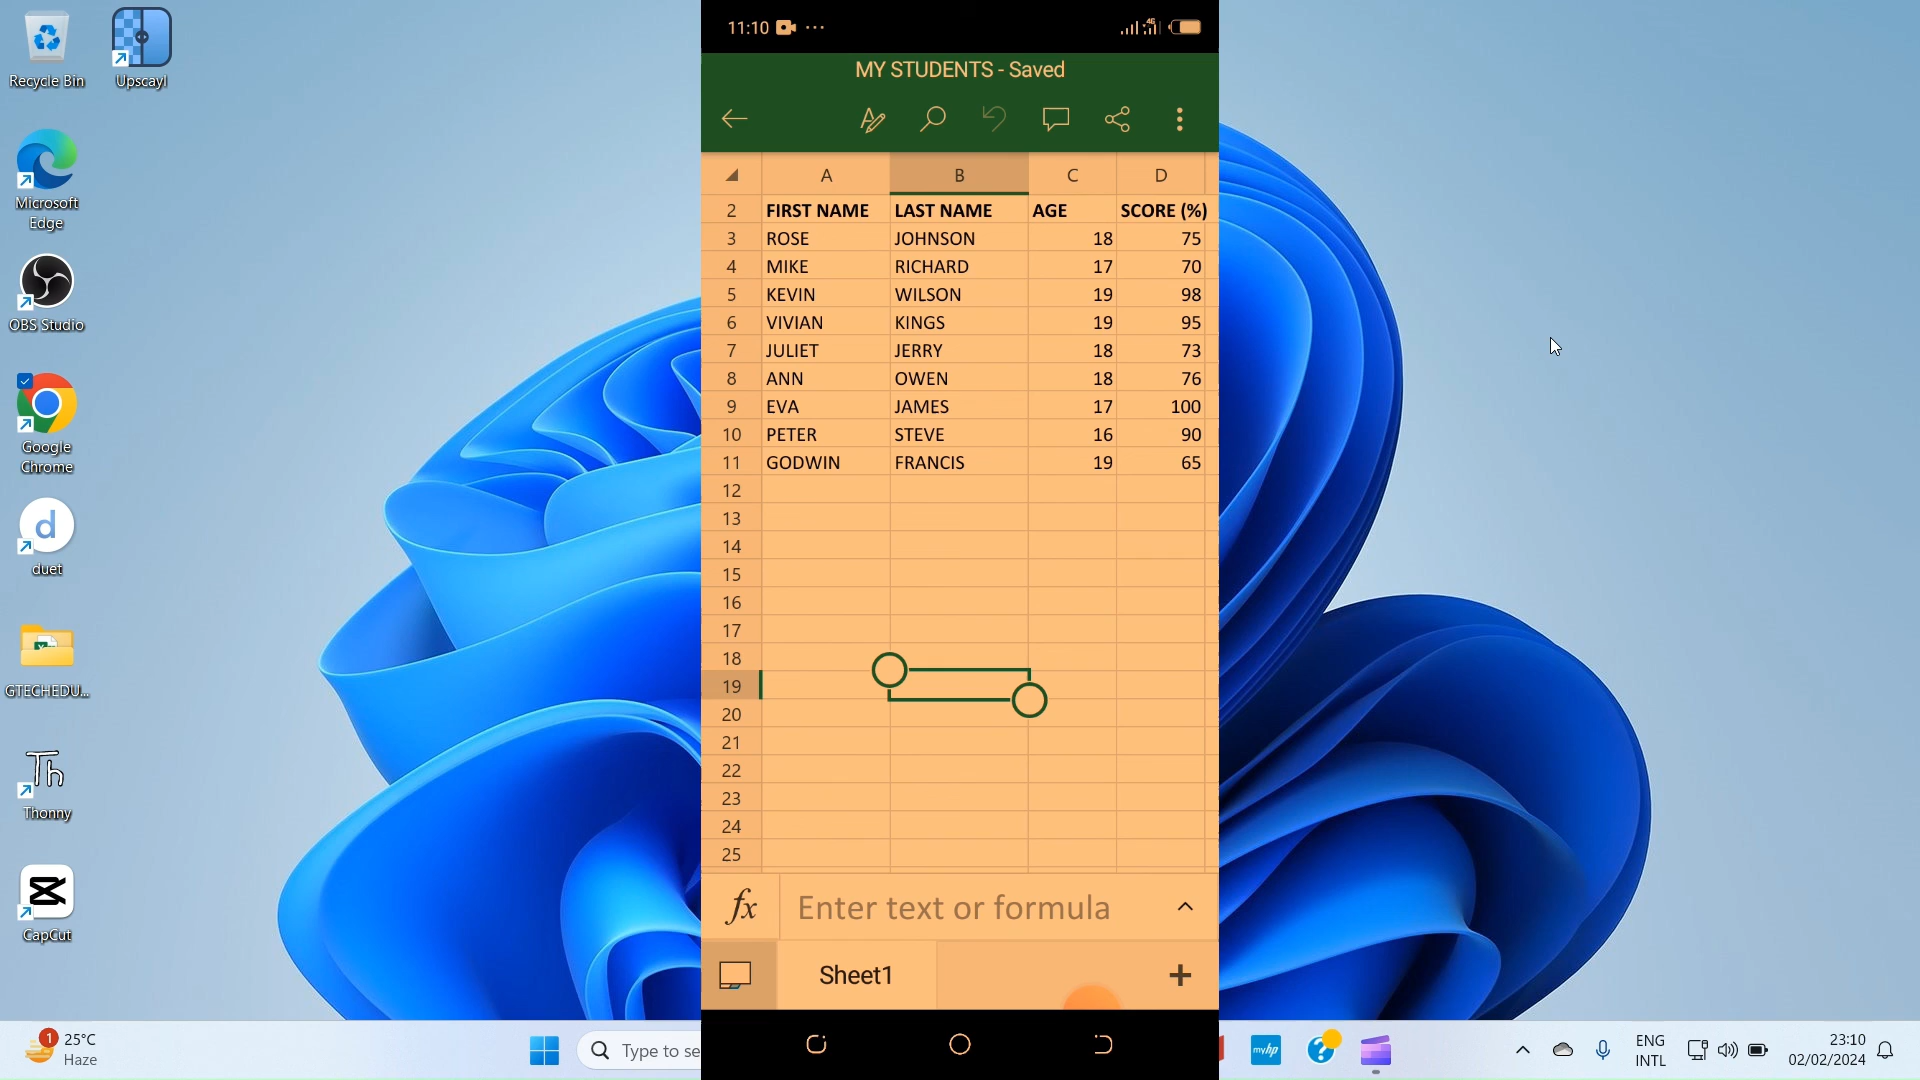 Recycle Bin
Upscayl
Microsoft
Edge
OBS Studio
Google
Chrome
d
duet
GTECHEDU...
Th
Thonny
CapCut
11:10
4G
MY STUDENTS - Saved
A B C D
2 FIRST NAME LAST NAME AGE SCORE (%)
3 ROSE JOHNSON 18 75
4 MIKE RICHARD 17 70
5 KEVIN WILSON 19 98
6 VIVIAN KINGS 19 95
7 JULIET JERRY 18 73
8 ANN OWEN 18 76
9 EVA JAMES 17 100
10 PETER STEVE 16 90
11 GODWIN FRANCIS 19 65
12
13
14
15
16
17
18
19
20
21
22
23
24
25
fx Enter text or formula
Sheet1
1 25°C
Haze
Type to se
myhp
ENG
INTL
23:10
02/02/2024